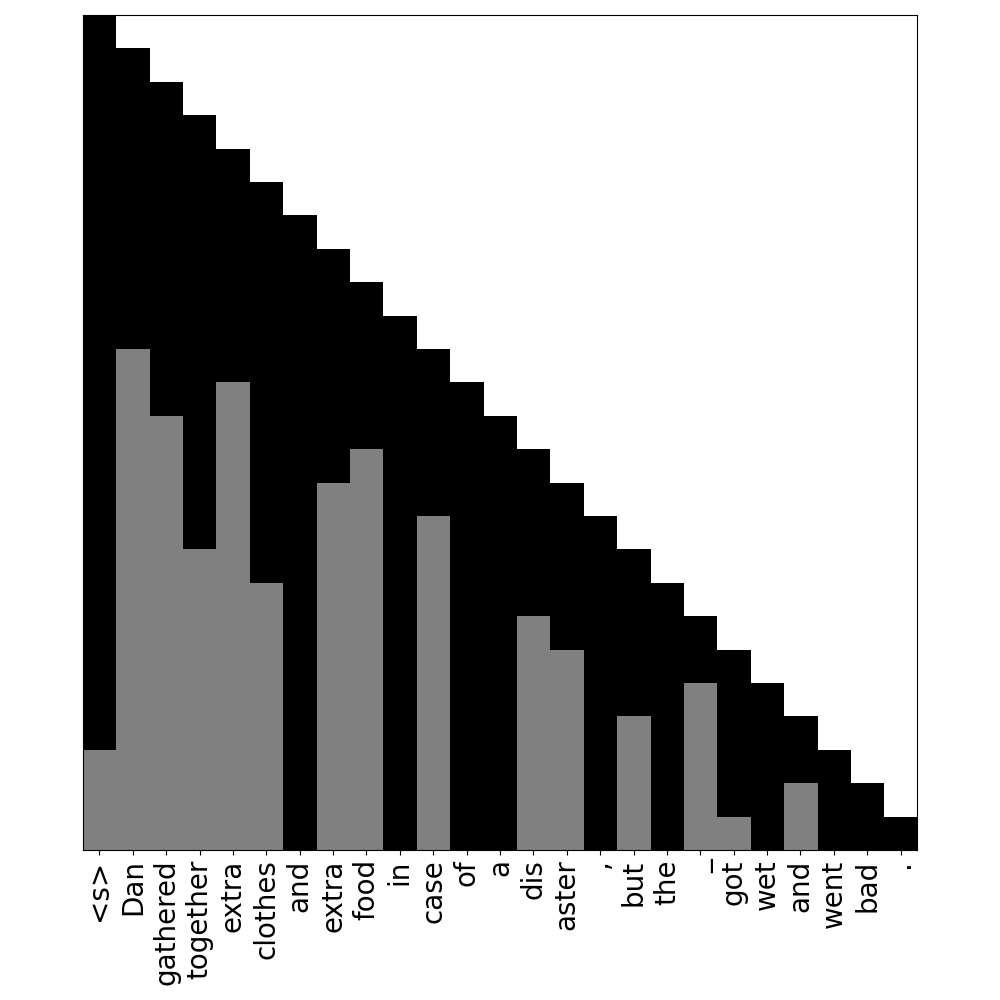 <s> Dan gathered together extra clothes and extra food in case of a dis aster , but the _ got wet and went bad .